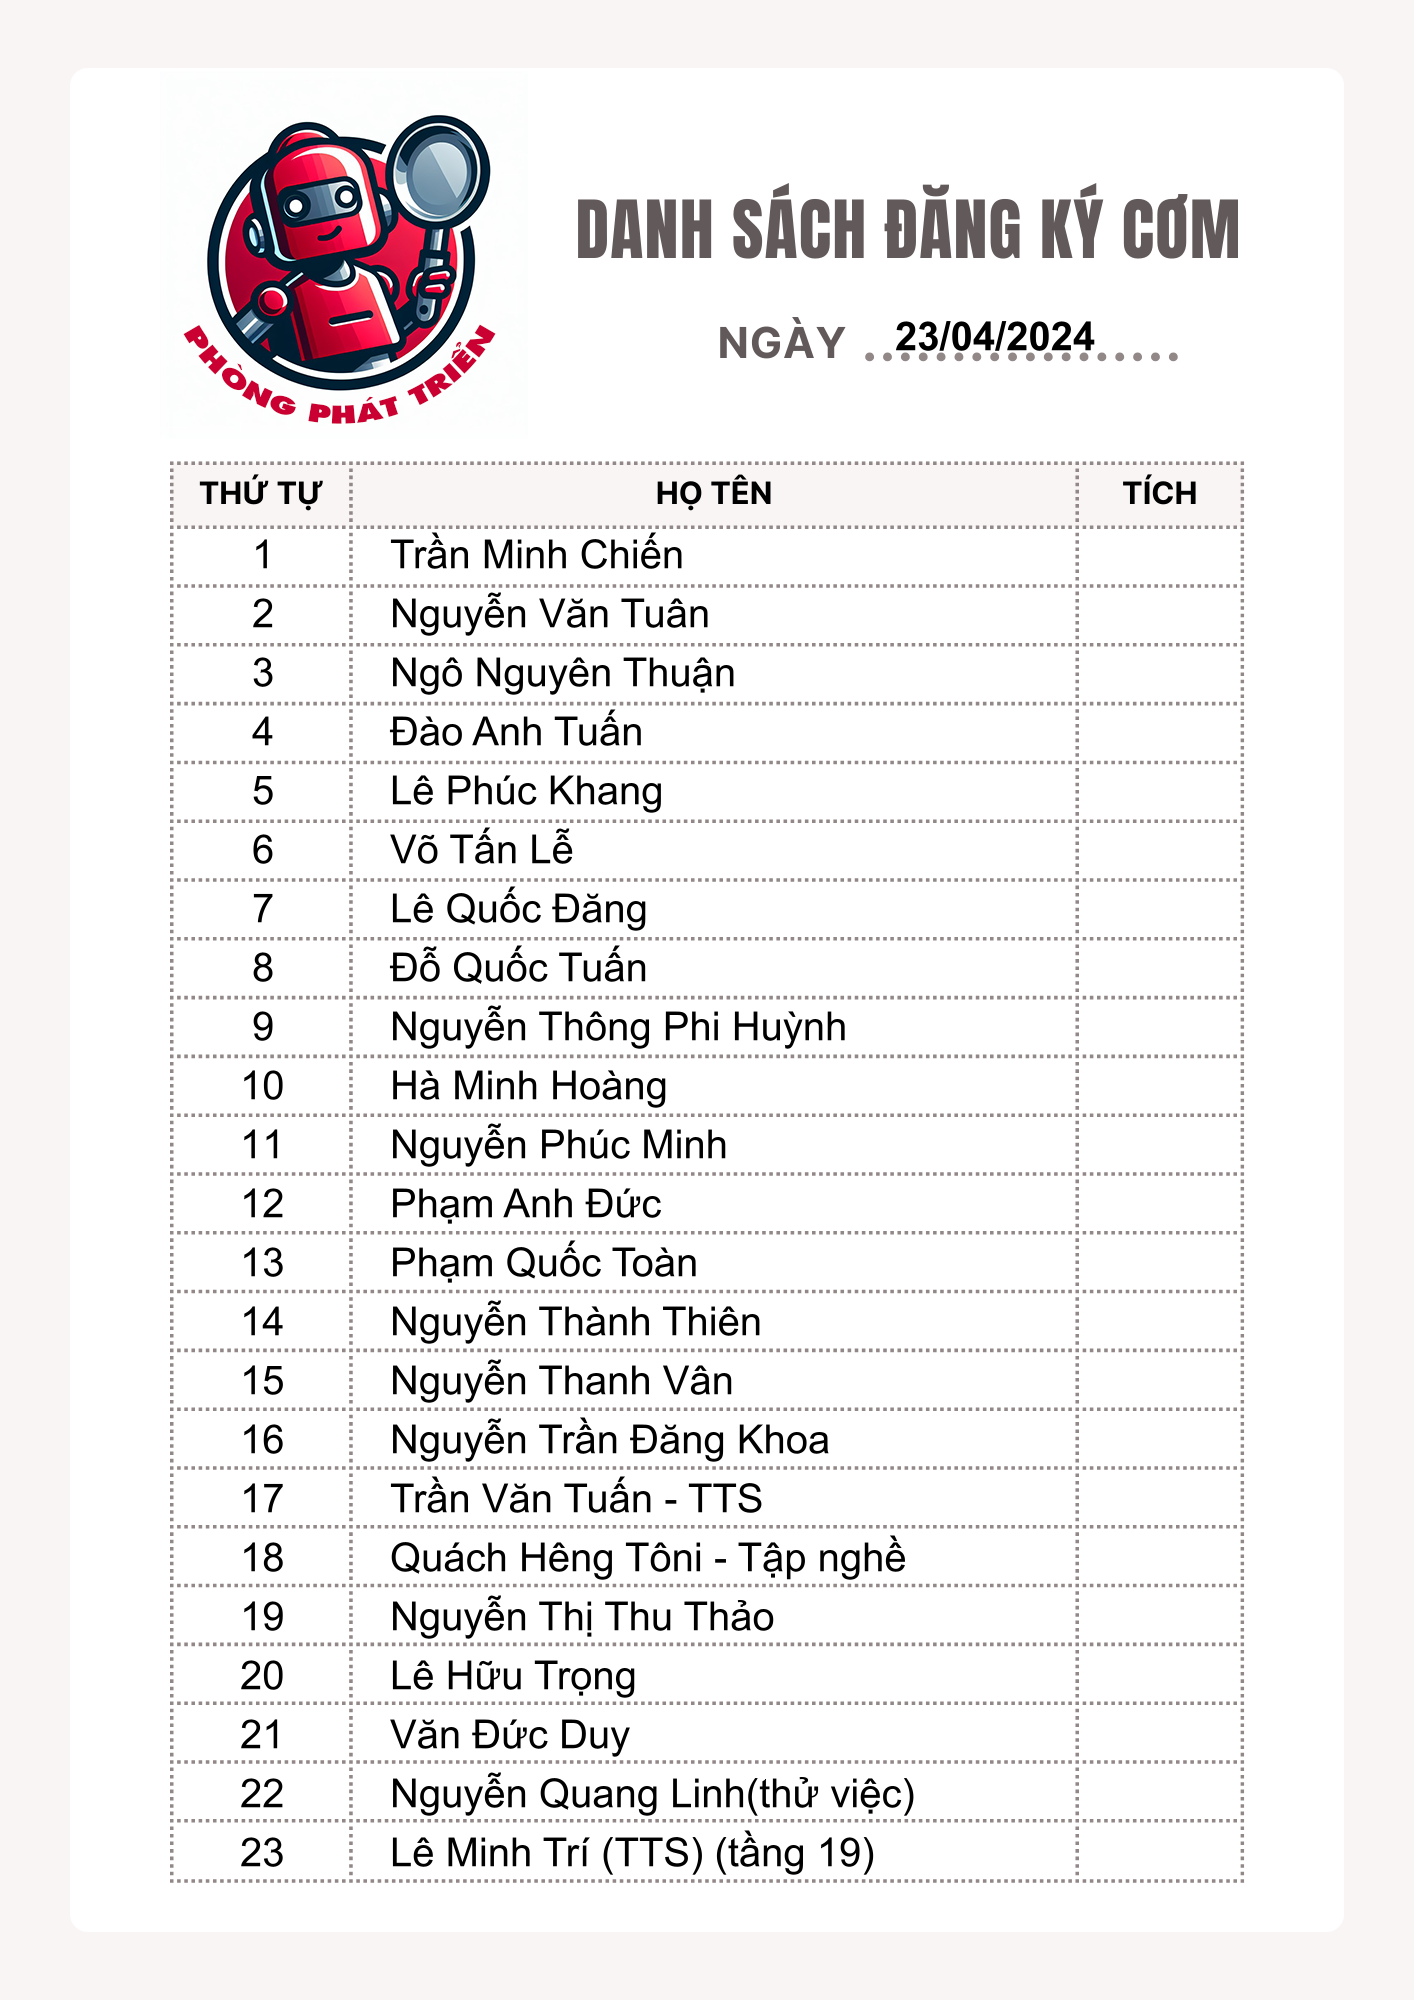 PHÒNG PHÁT TRIỂN
DANH SÁCH ĐĂNG KÝ CƠM
NGÀY 23/04/2024
THỨ TỰ HỌ TÊN TÍCH
1 Trần Minh Chiến
2 Nguyễn Văn Tuân
3 Ngô Nguyên Thuận
4 Đào Anh Tuấn
5 Lê Phúc Khang
6 Võ Tấn Lễ
7 Lê Quốc Đăng
8 Đỗ Quốc Tuấn
9 Nguyễn Thông Phi Huỳnh
10 Hà Minh Hoàng
11 Nguyễn Phúc Minh
12 Phạm Anh Đức
13 Phạm Quốc Toàn
14 Nguyễn Thành Thiên
15 Nguyễn Thanh Vân
16 Nguyễn Trần Đăng Khoa
17 Trần Văn Tuấn - TTS
18 Quách Hêng Tôni - Tập nghề
19 Nguyễn Thị Thu Thảo
20 Lê Hữu Trọng
21 Văn Đức Duy
22 Nguyễn Quang Linh(thử việc)
23 Lê Minh Trí (TTS) (tầng 19)